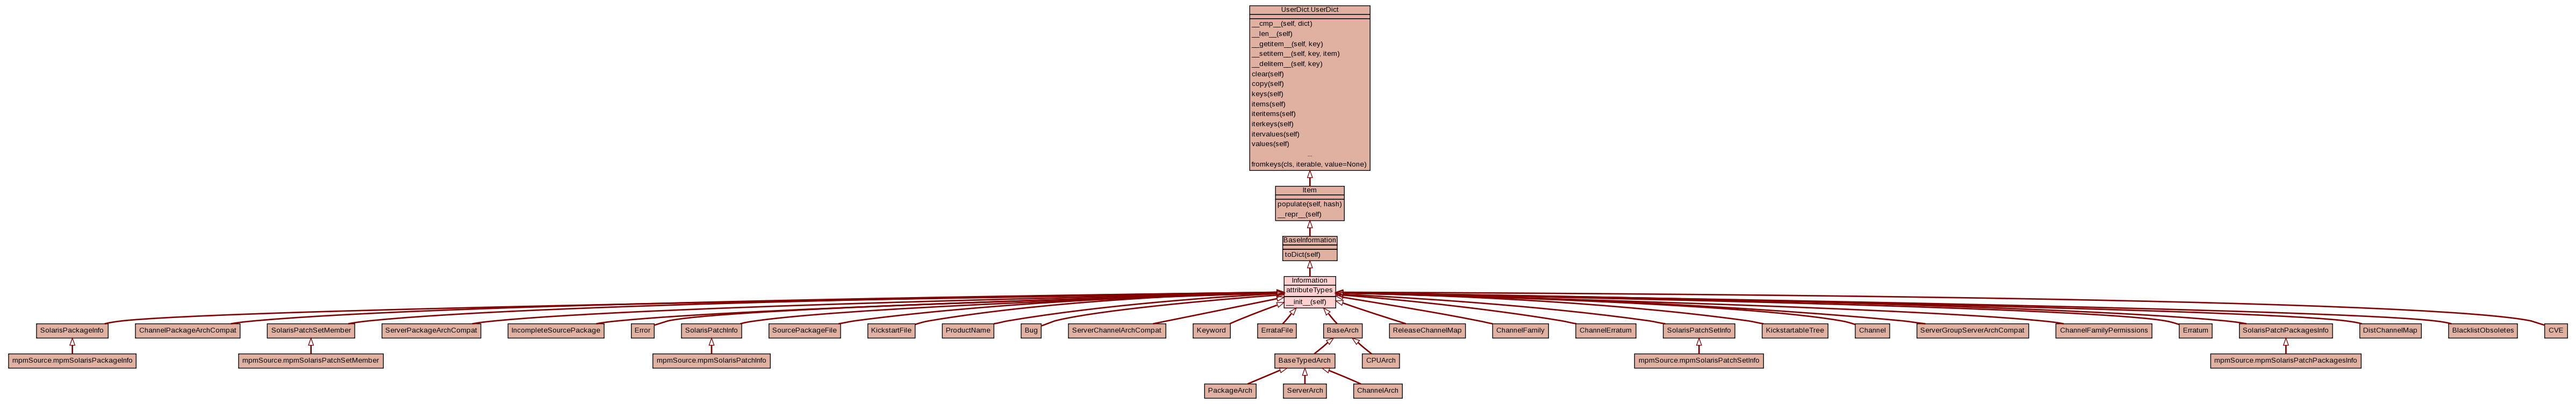 UserDict.UserDict
__cmp__(self, dict)
__len__(self)
__getitem__(self, key)
__setitem__(self, key, item)
__delitem__(self, key)
clear(self)
copy(self)
keys(self)
items(self)
iteritems(self)
iterkeys(self)
itervalues(self)
values(self)
...
fromkeys(cls, iterable, value=None)
Item
populate(self, hash)
__repr__(self)
BaseInformation
toDict(self)
Information
attributeTypes
__init__(self)
SolarisPackageInfo
ChannelPackageArchCompat
SolarisPatchSetMember
ServerPackageArchCompat
IncompleteSourcePackage
Error
SolarisPatchInfo
SourcePackageFile
KickstartFile
ProductName
Bug
ServerChannelArchCompat
Keyword
ErrataFile
BaseArch
ReleaseChannelMap
ChannelFamily
ChannelErratum
SolarisPatchSetInfo
KickstartableTree
Channel
ServerGroupServerArchCompat
ChannelFamilyPermissions
Erratum
SolarisPatchPackagesInfo
DistChannelMap
BlacklistObsoletes
CVE
mpmSource.mpmSolarisPackageInfo
mpmSource.mpmSolarisPatchSetMember
mpmSource.mpmSolarisPatchInfo
BaseTypedArch
CPUArch
mpmSource.mpmSolarisPatchSetInfo
mpmSource.mpmSolarisPatchPackagesInfo
PackageArch
ServerArch
ChannelArch